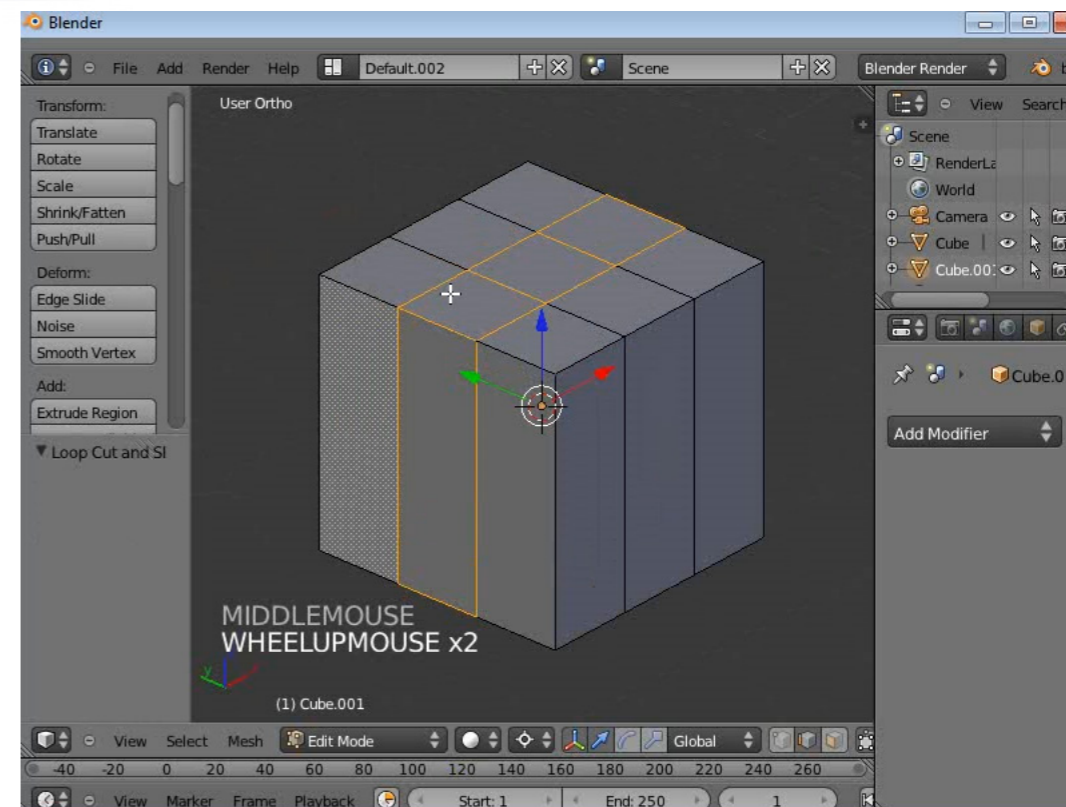 Blender
File Add Render Help Default.002 Scene Blender Render
Transform:
Translate
Rotate
Scale
Shrink/Fatten
Push/Pull
Deform:
Edge Slide
Noise
Smooth Vertex
Add:
Extrude Region
Loop Cut and Sl
User Ortho
MIDDLEMOUSE
WHEELUPMOUSE x2
y
(1) Cube.001
View Search
Scene
RenderLa
World
Camera
Cube
Cube.00
Cube.0
Add Modifier
View Select Mesh Edit Mode Global
-40 -20 0 20 40 60 80 100 120 140 160 180 200 220 240 260
View Marker Frame Playback Start: 1 End: 250 1